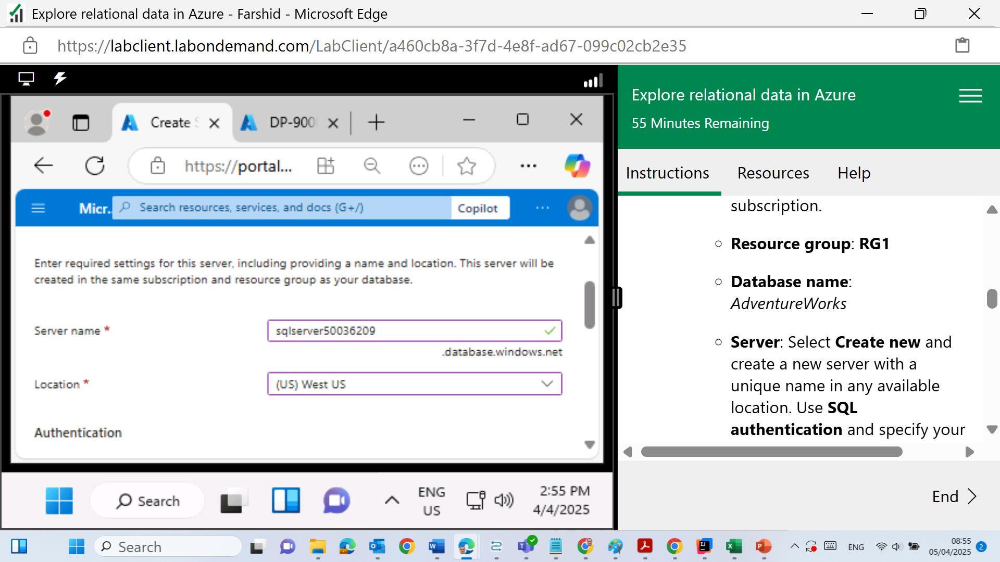 Explore relational data in Azure - Farshid - Microsoft Edge
https://labclient.labondemand.com/LabClient/a460cb8a-3f7d-4e8f-ad67-099c02cb2e35
Create S
DP-900
https://portal...
Micr..
Search resources, services, and docs (G+/)
Copilot
Enter required settings for this server, including providing a name and location. This server will be
created in the same subscription and resource group as your database.
Server name *
sqlserver50036209
.database.windows.net
Location *
(US) West US
Authentication
Search
ENG
US
2:55 PM
4/4/2025
Explore relational data in Azure
55 Minutes Remaining
Instructions
Resources
Help
subscription.
Resource group: RG1
Database name:
AdventureWorks
Server: Select Create new and
create a new server with a
unique name in any available
location. Use SQL
authentication and specify your
End
Search
ENG
08:55
05/04/2025
2